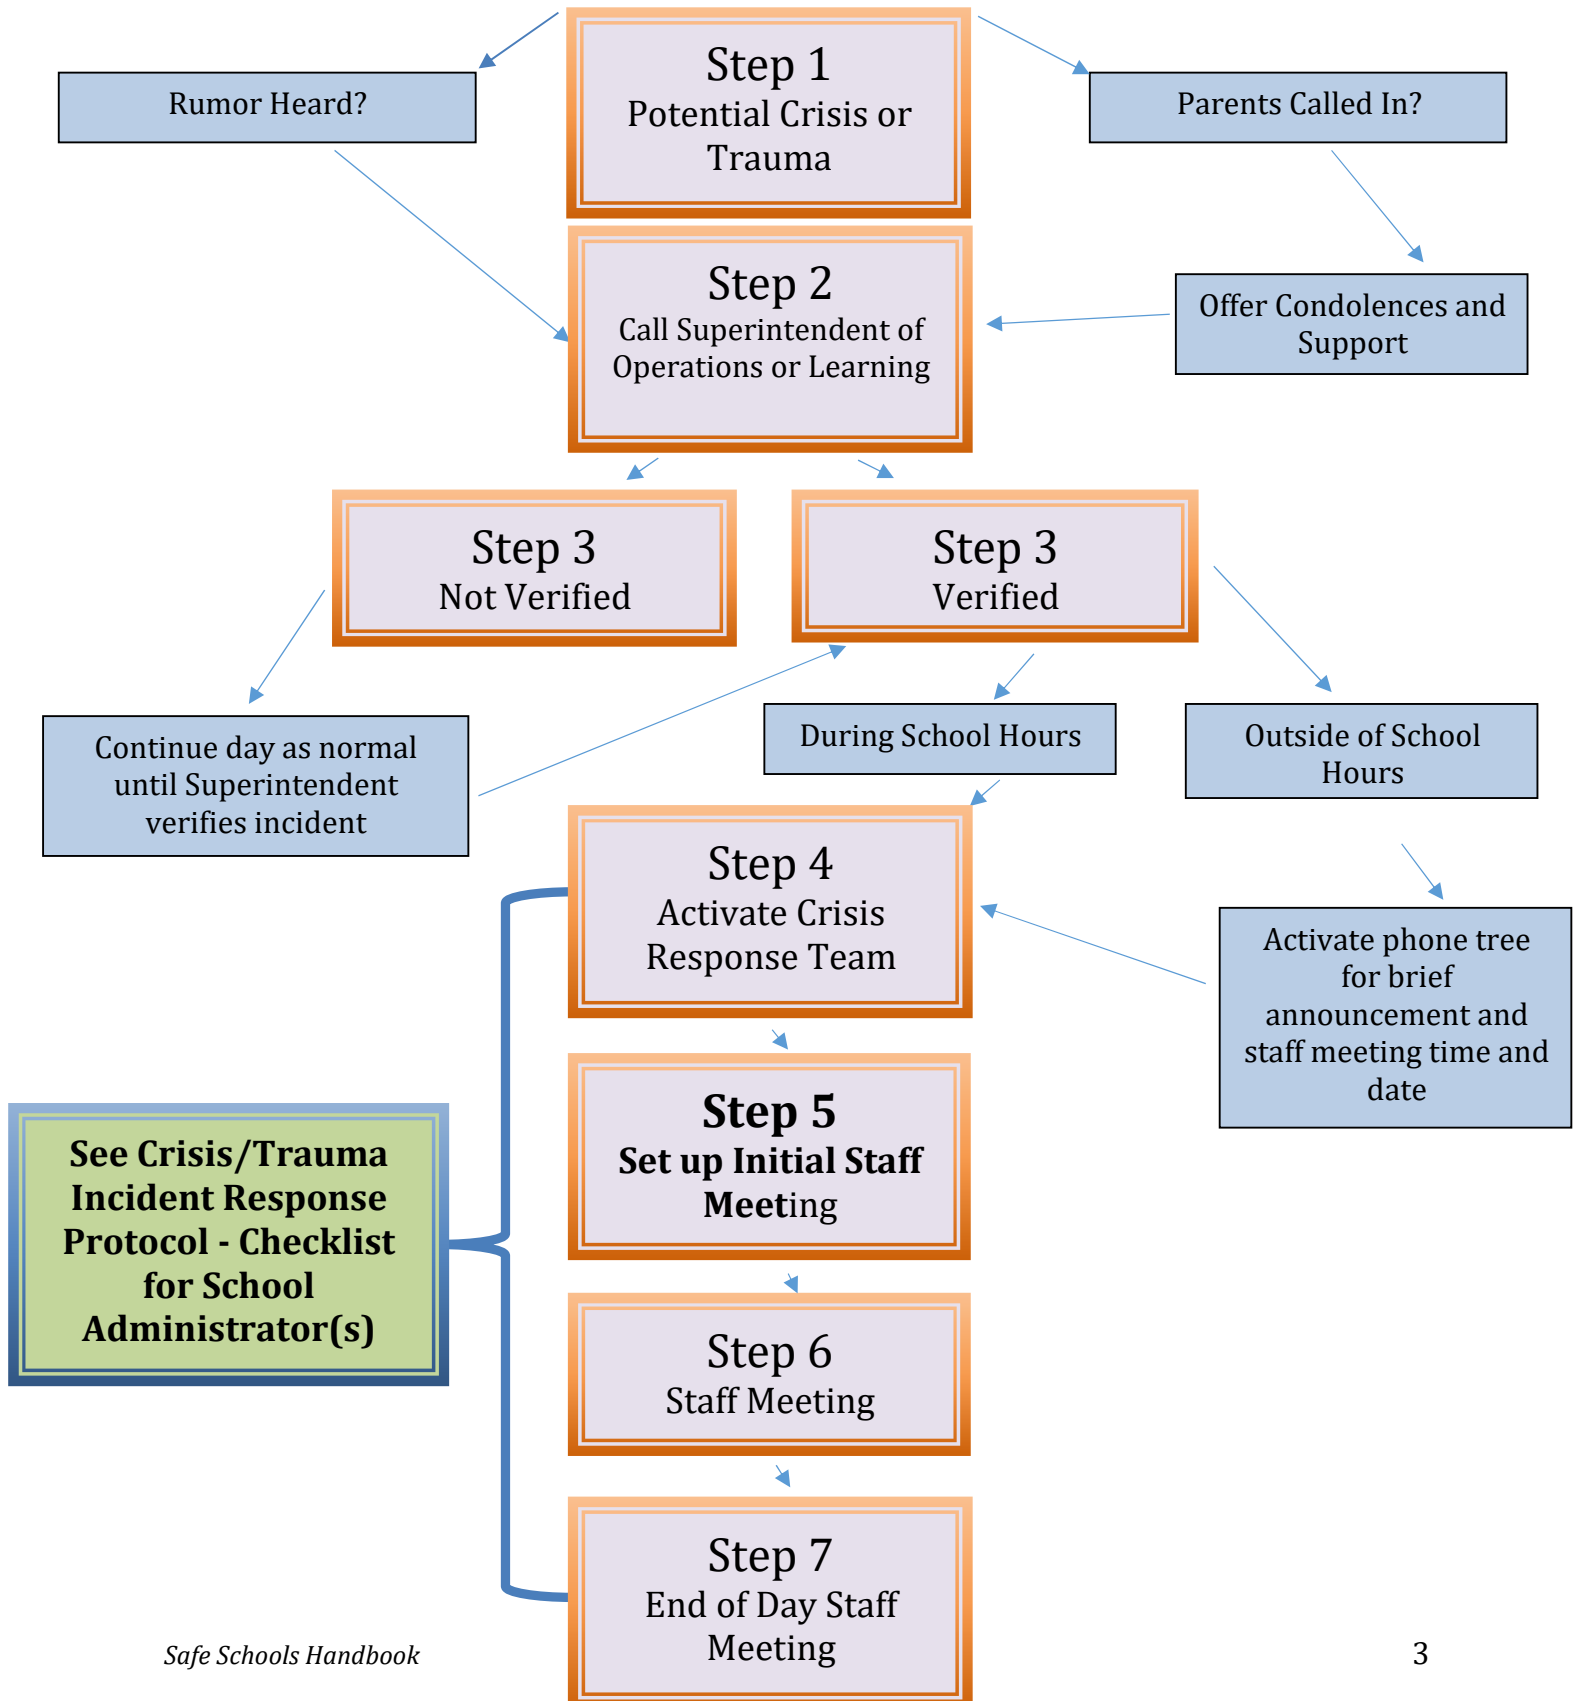 Step 1
Potential Crisis or
Trauma
Rumor Heard?
Parents Called In?
Step 2
Call Superintendent of
Operations or Learning
Offer Condolences and
Support
Step 3
Not Verified
Step 3
Verified
Continue day as normal
until Superintendent
verifies incident
During School Hours
Outside of School
Hours
Step 4
Activate Crisis
Response Team
Activate phone tree
for brief
announcement and
staff meeting time and
date
Step 5
Set up Initial Staff
Meeting
See Crisis/Trauma
Incident Response
Protocol - Checklist
for School
Administrator(s)
Step 6
Staff Meeting
Step 7
End of Day Staff
Meeting
Safe Schools Handbook
3